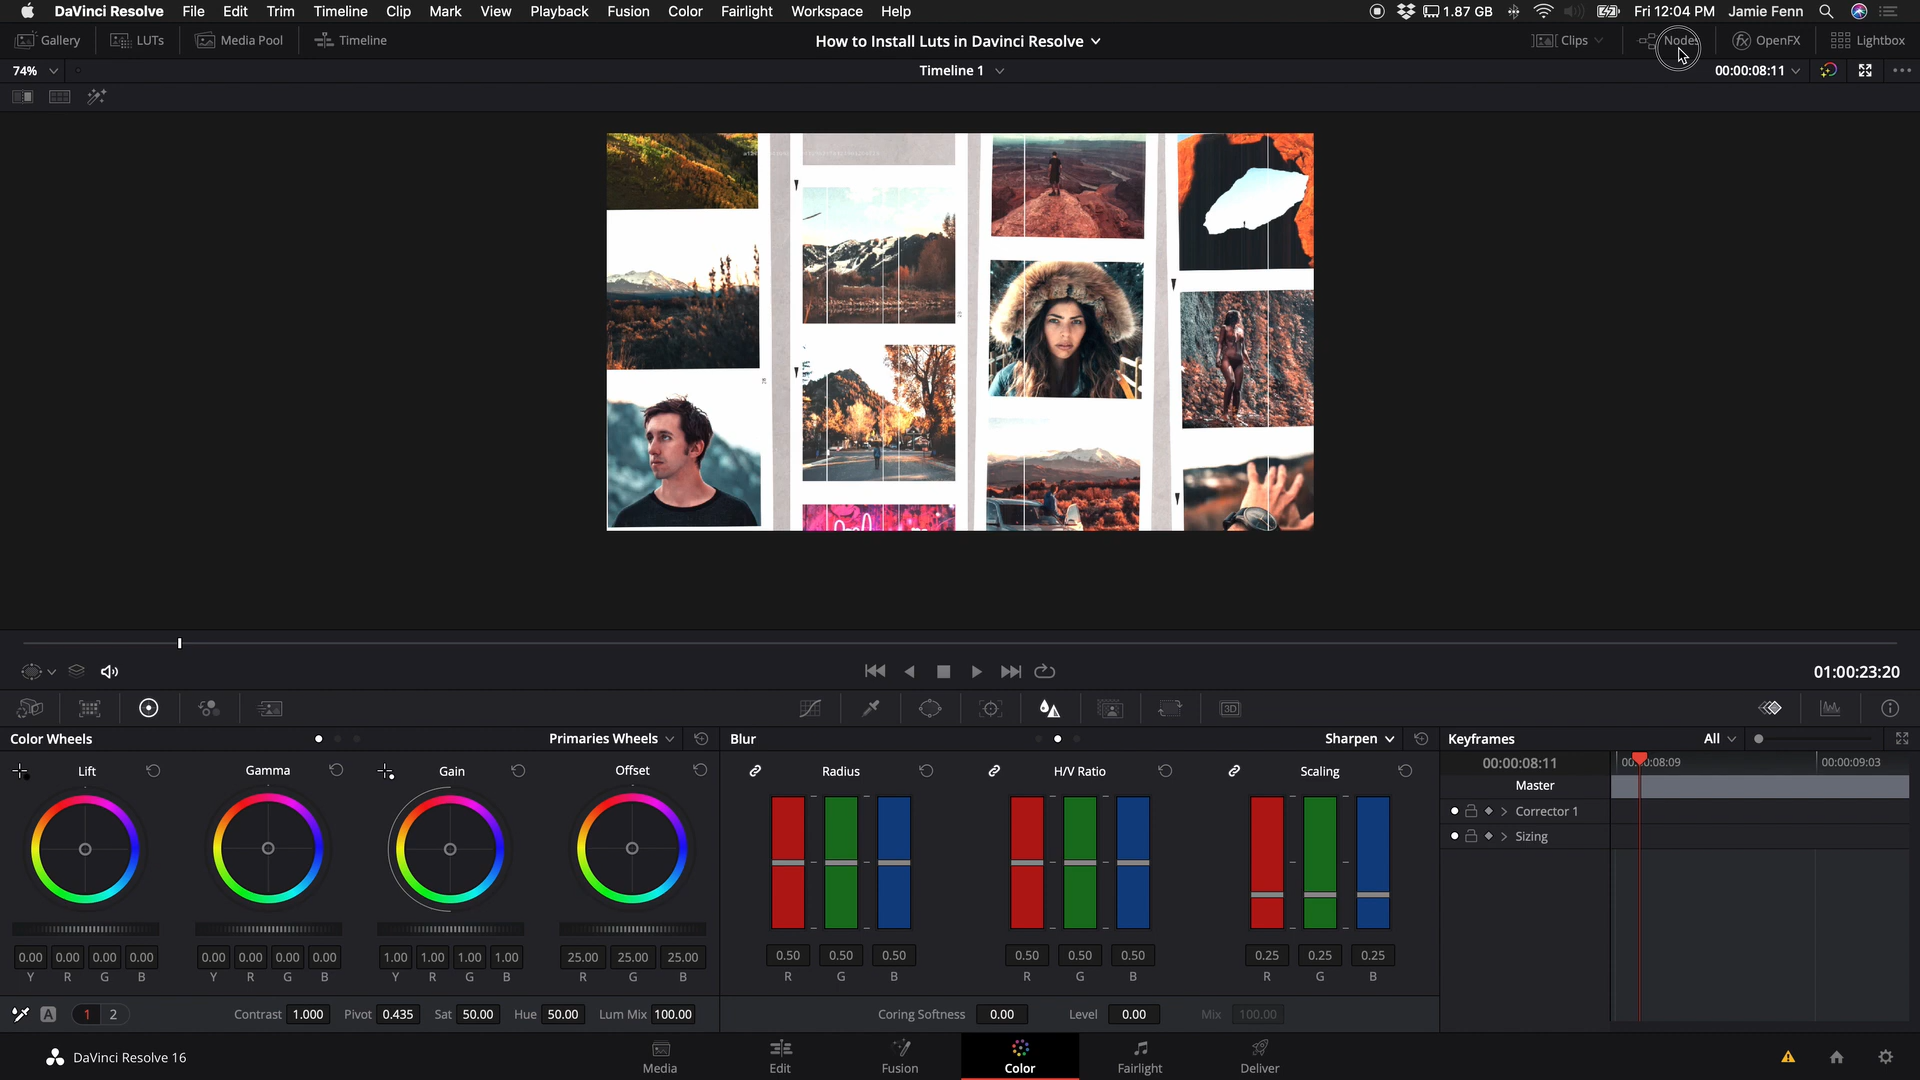 DaVinci Resolve File Edit Trim Timeline Clip Mark View Playback Fusion Color Fairlight Workspace Help 1.87 GB Fri 12:04 PM Jamie Fenn
Gallery LUTs Media Pool Timeline How to Install Luts in Davinci Resolve Clips Nodes OpenFX Lightbox
74% Timeline 1 00:00:08:11
01:00:23:20
Color Wheels Primaries Wheels Blur Sharpen Keyframes All
Lift Gamma Gain Offset Radius H/V Ratio Scaling
00:00:08:11 00:00:08:09 00:00:09:03
Master
Corrector 1
Sizing
3D
0.00 0.00 0.00 0.00 0.00 0.00 0.00 0.00 1.00 1.00 1.00 1.00 25.00 25.00 25.00 0.50 0.50 0.50 0.50 0.50 0.50 0.25 0.25 0.25
Y R G B Y R G B Y R G B R G B R G B R G B R G B
A 1 2 Contrast 1.000 Pivot 0.435 Sat 50.00 Hue 50.00 Lum Mix 100.00 Coring Softness 0.00 Level 0.00 Mix 100.00
DaVinci Resolve 16 Media Edit Fusion Color Fairlight Deliver